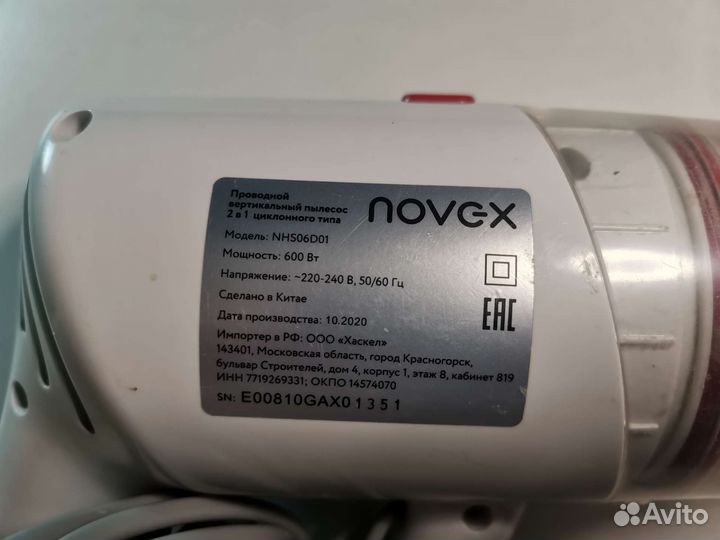 Проводной
вертикальный пылесос
2 в 1 циклонного типа
novex
Модель: NHS06D01
Мощность: 600 Вт
Напряжение: ~220-240 В, 50/60 Гц
Сделано в Китае
Дата производства: 10.2020
EAC
Импортер в РФ: ООО «Хаскел»
143401, Московская область, город Красногорск,
бульвар Строителей, дом 4, корпус 1, этаж 8, кабинет 819
ИНН 7719269331; ОКПО 14574070
SN: E00810GAX01351
Avito